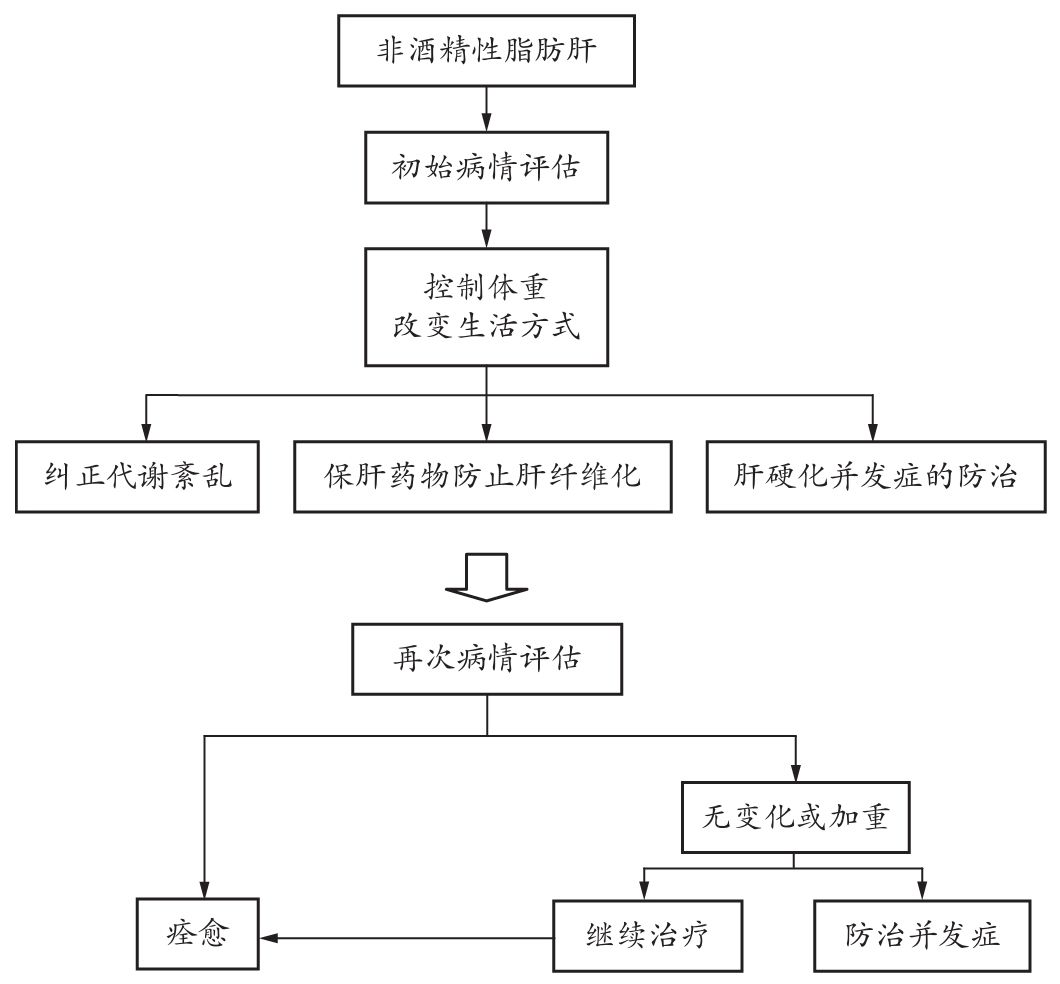 非酒精性脂肪肝
初始病情评估
控制体重
改变生活方式
纠正代谢紊乱
保肝药物防止肝纤维化
肝硬化并发症的防治
再次病情评估
无变化或加重
痊愈
继续治疗
防治并发症